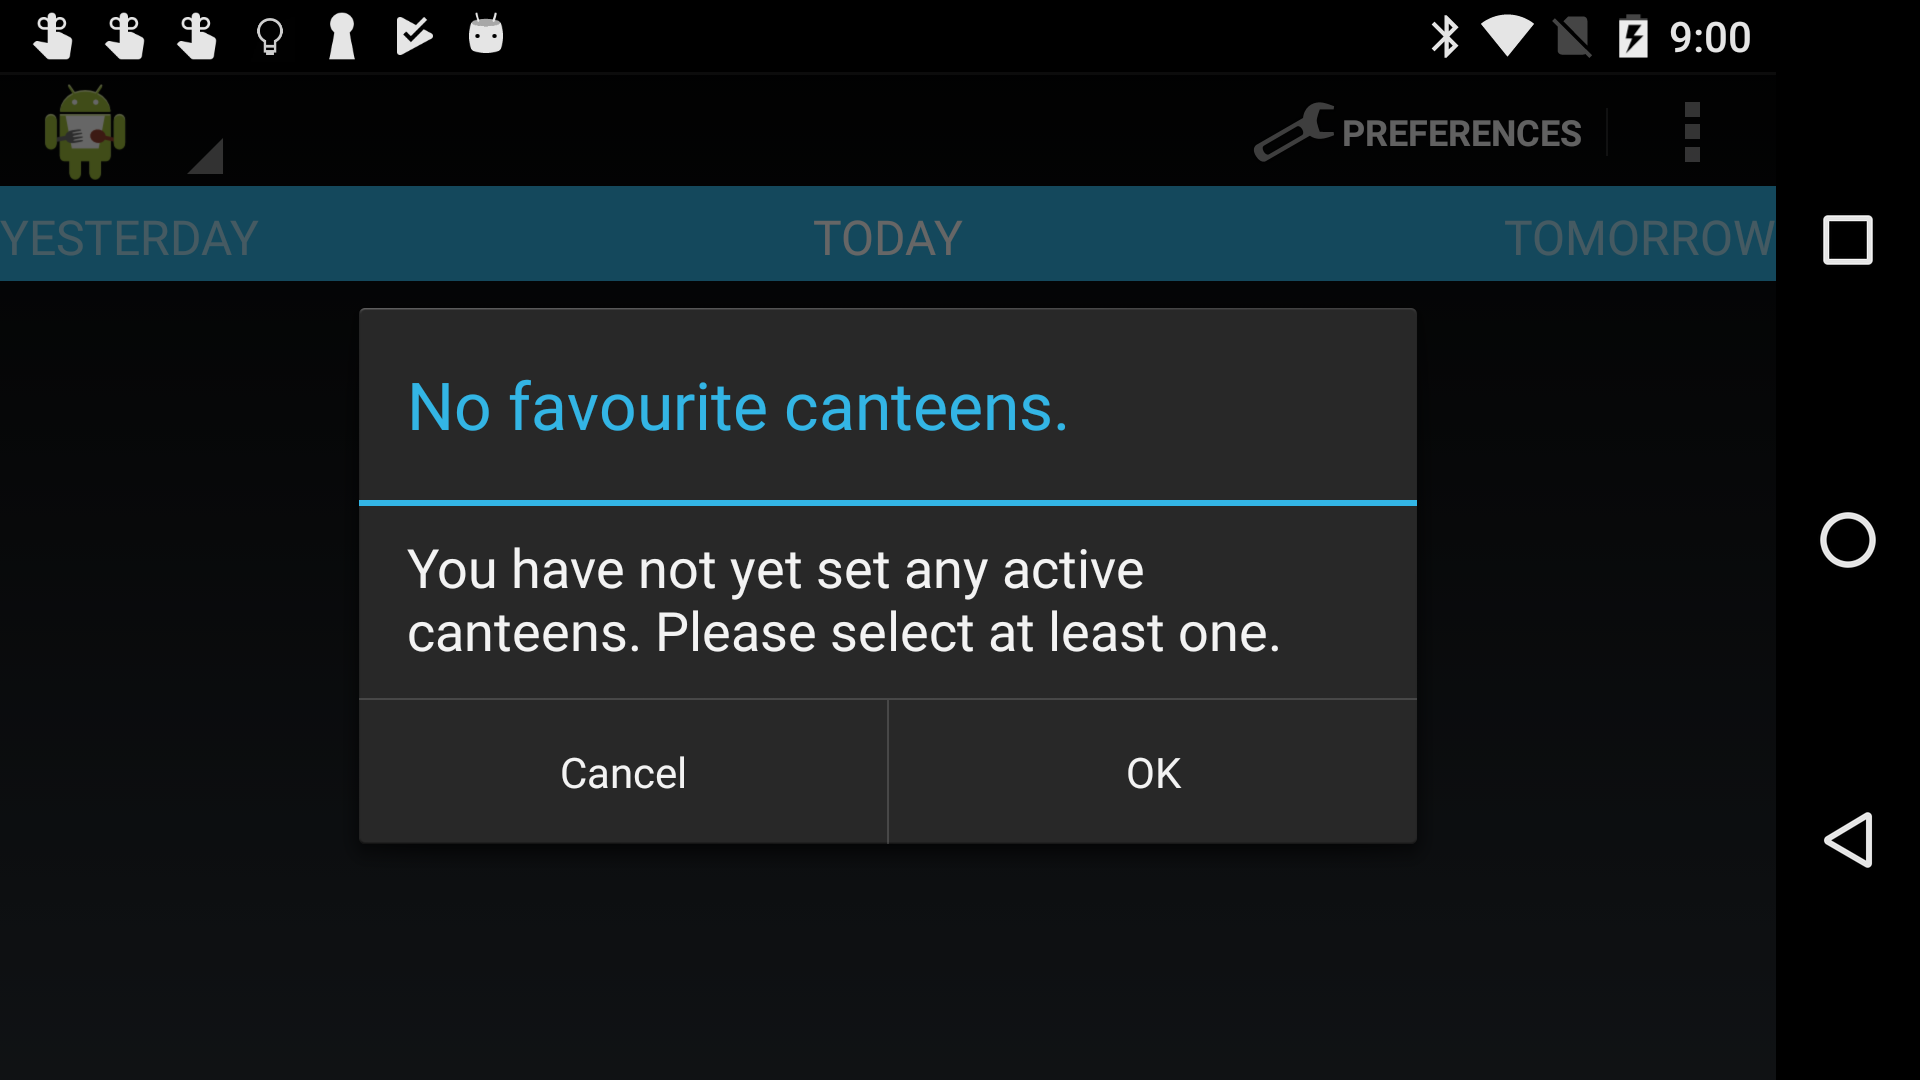 9:00
PREFERENCES
YESTERDAY
TODAY
TOMORROW
No favourite canteens.
You have not yet set any active
canteens. Please select at least one.
Cancel
OK